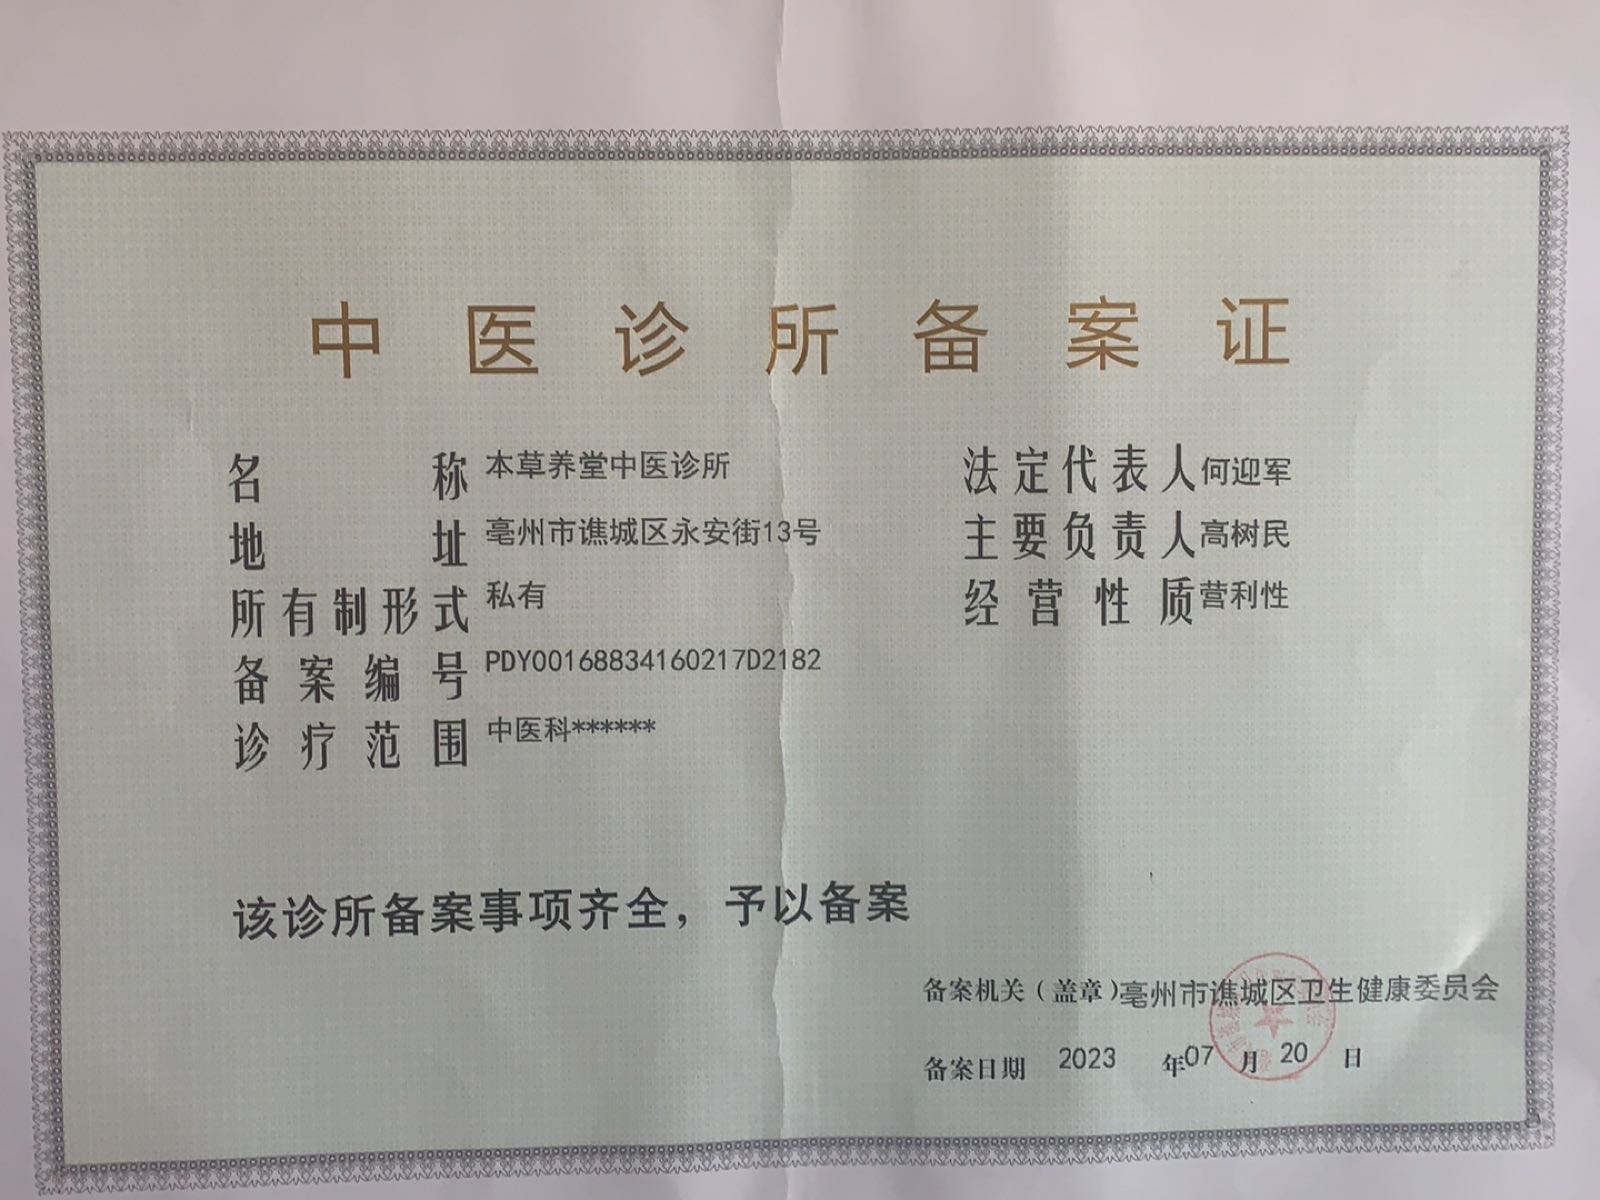 中医诊所备案证
名称 本草养堂中医诊所
地址 亳州市谯城区永安街13号
所有制形式 私有
备案编号 PDY00168834160217D2182
诊疗范围 中医科******
法定代表人 何迎军
主要负责人 高树民
经营性质 营利性
该诊所备案事项齐全，予以备案
备案机关（盖章）亳州市谯城区卫生健康委员会
备案日期 2023 年 07 月 20 日